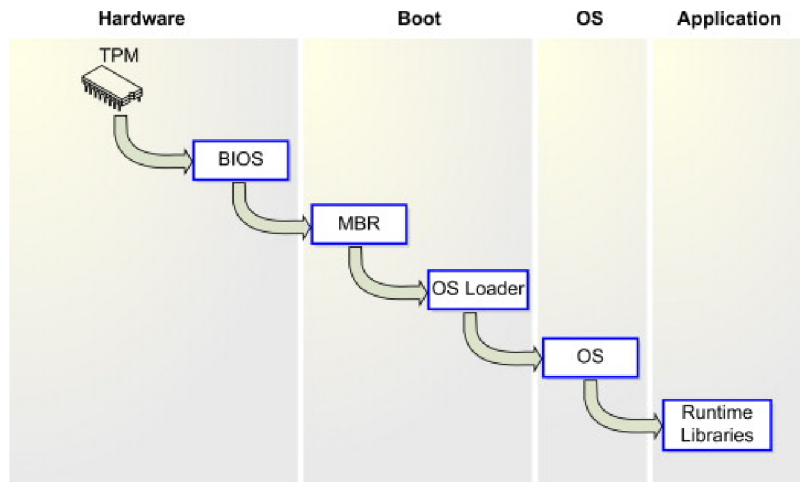 Hardware
Boot
OS
Application
TPM
BIOS
MBR
OS Loader
OS
Runtime
Libraries